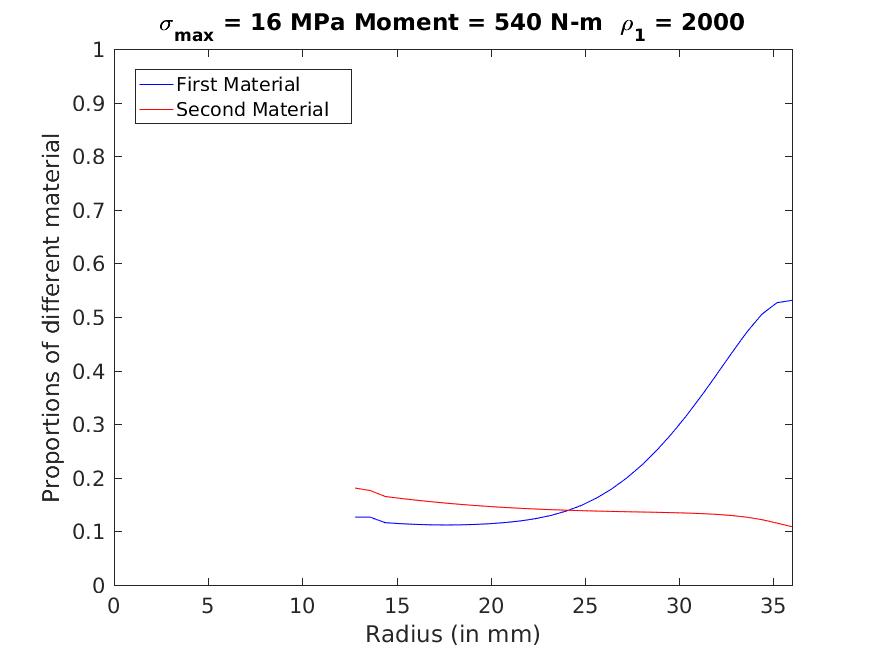 σmax = 16 MPa Moment = 540 N-m ρ1 = 2000
1
0.9
0.8
0.7
0.6
0.5
0.4
0.3
0.2
0.1
0
Proportions of different material
First Material
Second Material
0 5 10 15 20 25 30 35
Radius (in mm)